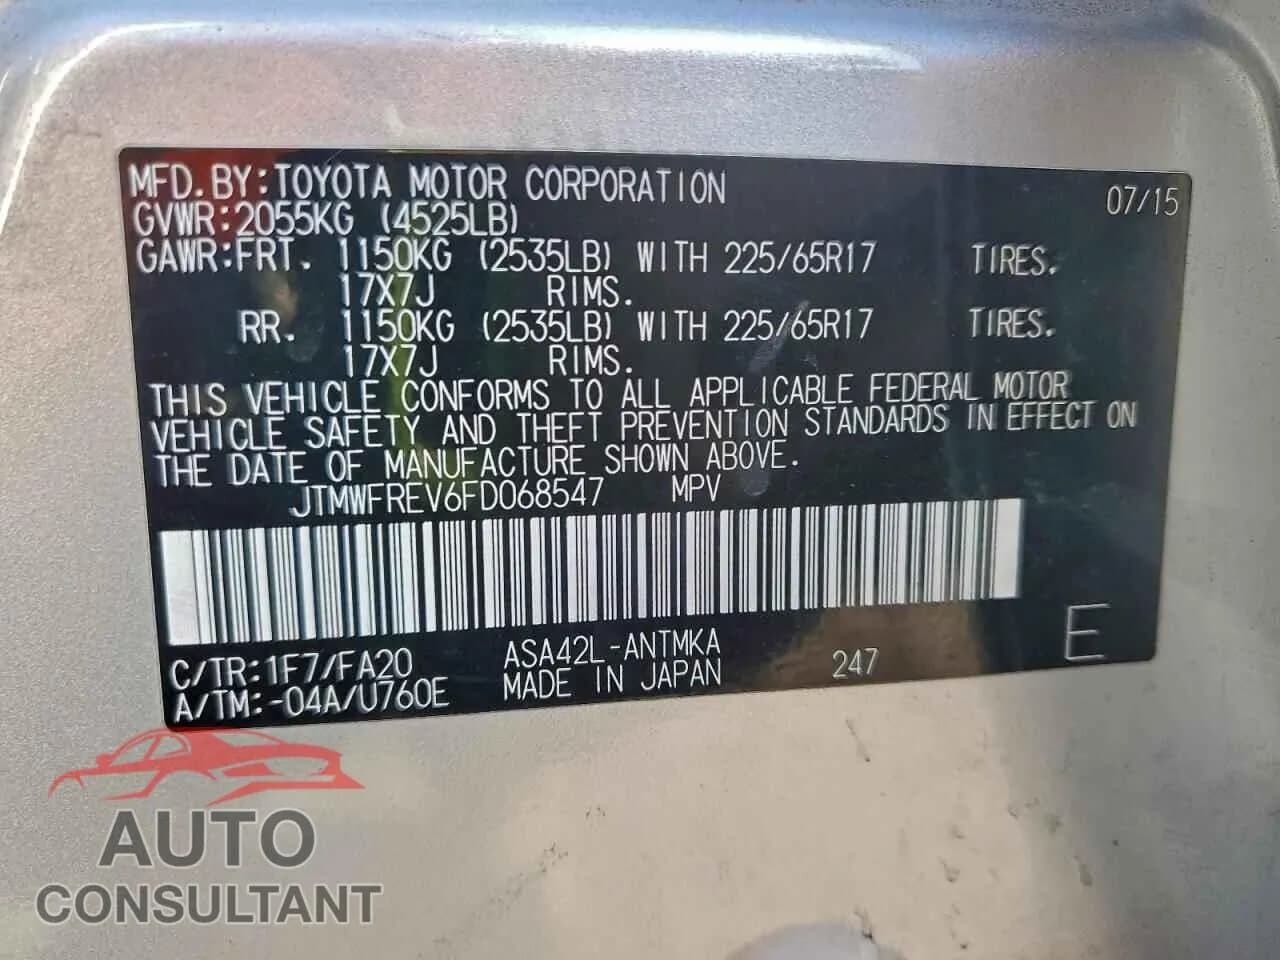 MFD.BY:TOYOTA MOTOR CORPORATION 07/15
GVWR:2055KG (4525LB)
GAWR:FRT. 1150KG (2535LB) WITH 225/65R17 TIRES.
17X7J RIMS.
RR. 1150KG (2535LB) WITH 225/65R17 TIRES.
17X7J RIMS.
THIS VEHICLE CONFORMS TO ALL APPLICABLE FEDERAL MOTOR
VEHICLE SAFETY AND THEFT PREVENTION STANDARDS IN EFFECT ON
THE DATE OF MANUFACTURE SHOWN ABOVE.
JTMWFREV6FD068547 MPV
C/TR:1F7/FA20 ASA42L-ANTMKA 247 E
A/TM:-04A/U760E MADE IN JAPAN
AUTO
CONSULTANT